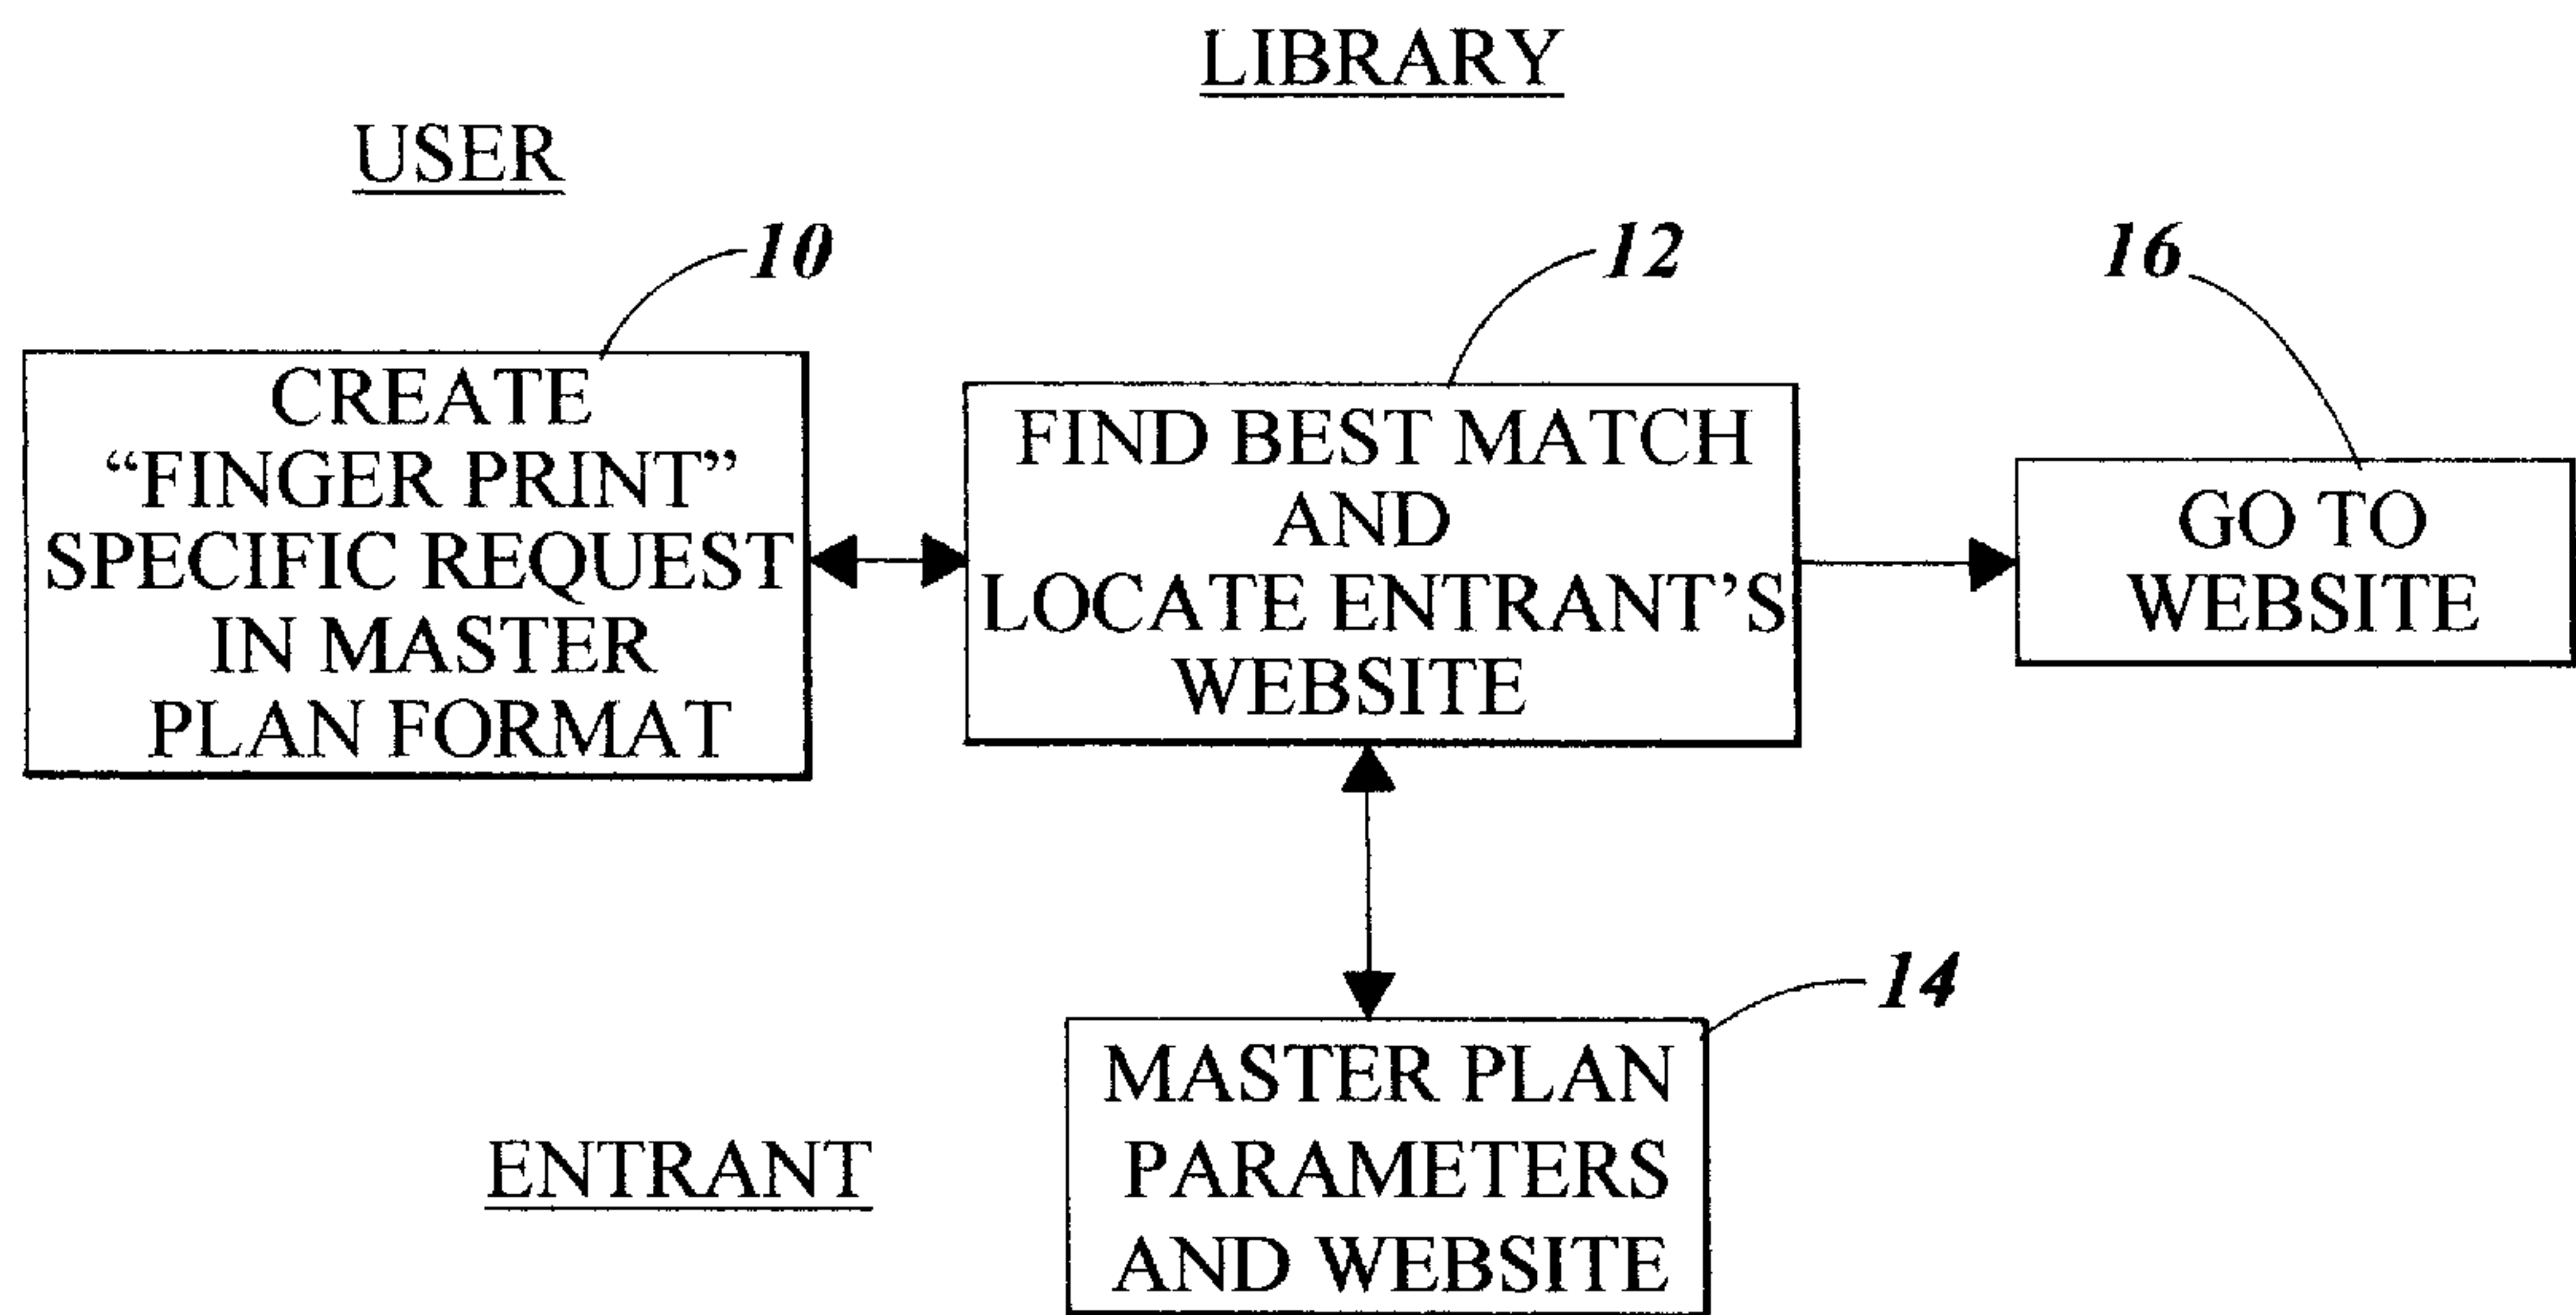 LIBRARY
USER
10
12
16
CREATE
“FINGER PRINT”
SPECIFIC REQUEST
IN MASTER
PLAN FORMAT
FIND BEST MATCH
AND
LOCATE ENTRANT’S
WEBSITE
GO TO
WEBSITE
14
MASTER PLAN
PARAMETERS
AND WEBSITE
ENTRANT